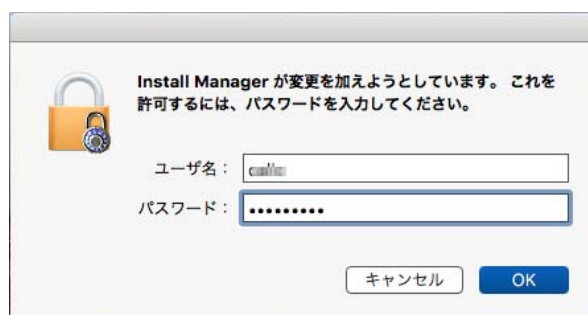 Install Manager が変更を加えようとしています。 これを
許可するには、パスワードを入力してください。
ユーザ名：
パスワード： •••••••••
キャンセル OK